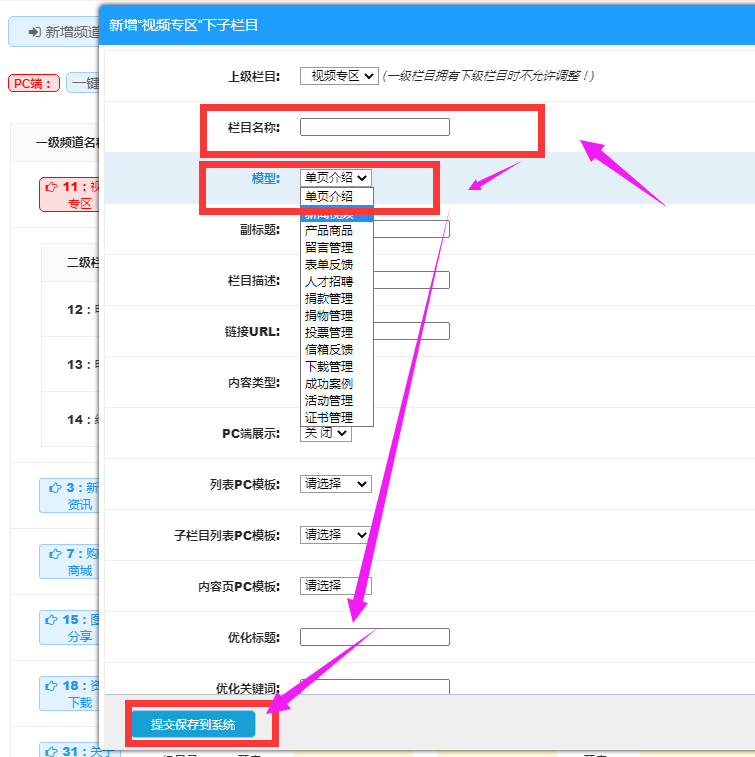 新增“视频专区”下子栏目
新增频道
PC端：
一键
一级频道名称
11：视
专区
二级栏
12：
13：
14：
3：新
资讯
7：购
商城
15：图
分享
18：资
下载
31：关于
上级栏目: 视频专区 (一级栏目拥有下级栏目时不允许调整！)
栏目名称:
模型: 单页介绍
单页介绍
新闻视频
产品商品
留言管理
表单反馈
人才招聘
捐款管理
捐物管理
投票管理
信箱反馈
下载管理
成功案例
活动管理
证书管理
副标题:
栏目描述:
链接URL:
内容类型:
PC端展示: 关 闭
列表PC模板: 请选择
子栏目列表PC模板: 请选择
内容页PC模板: 请选择
优化标题:
优化关键词:
提交保存到系统